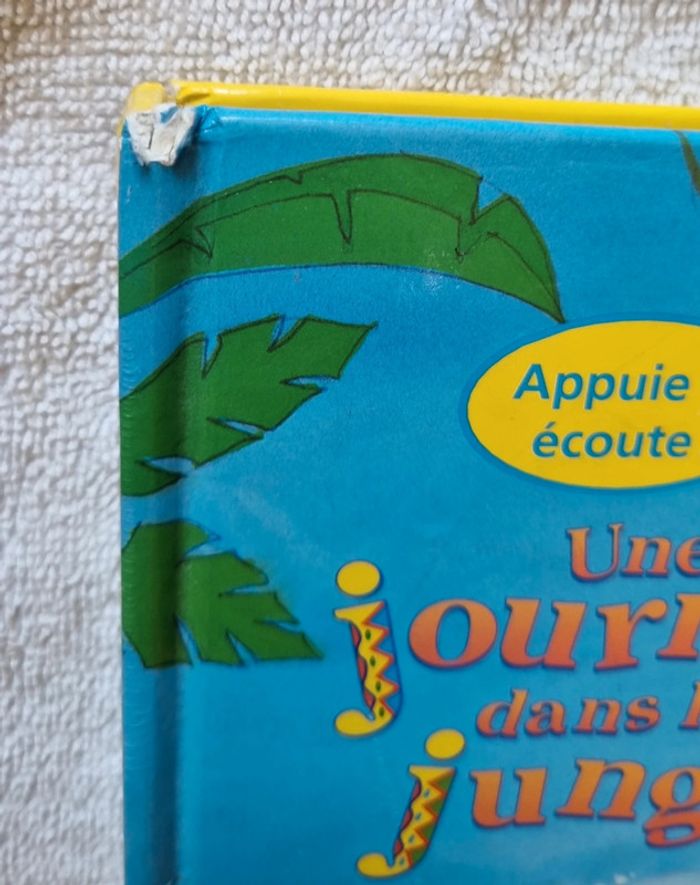 Appuie
écoute
Une
journ
dans l
jung